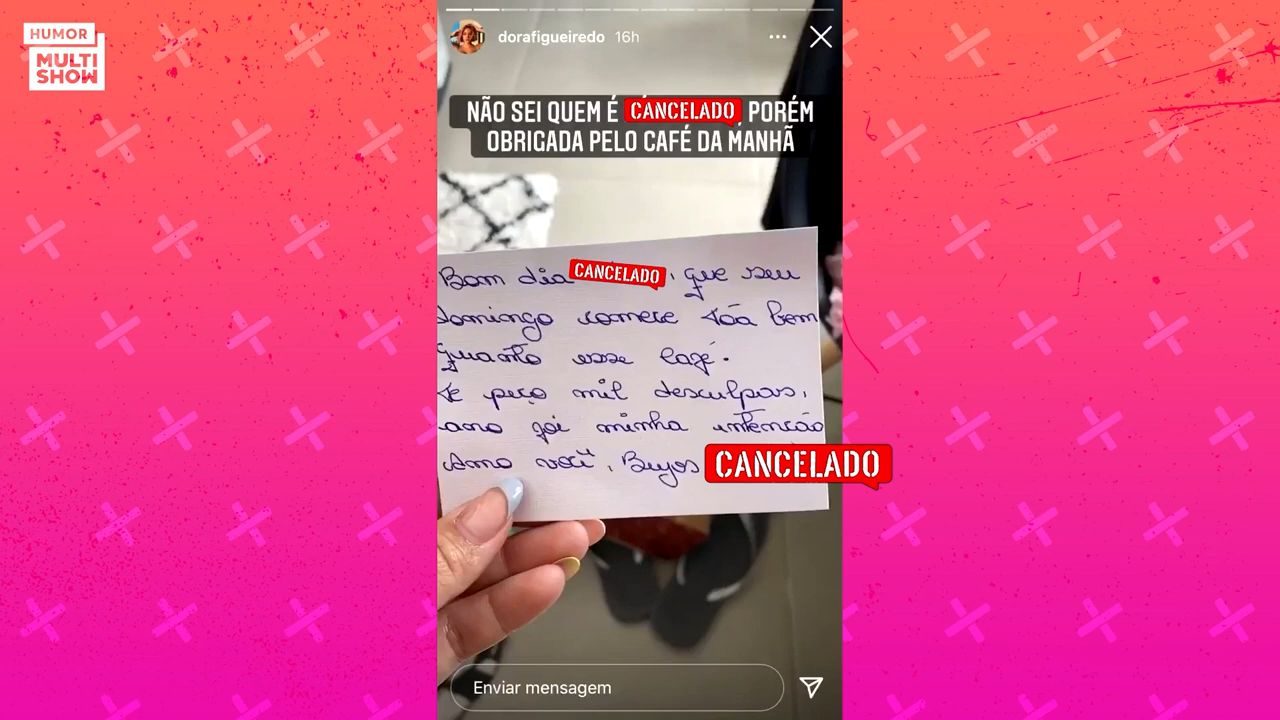 HUMOR
MULTI
SHOW
dorafigueiredo 16h
NÃO SEI QUEM É CANCELADO, PORÉM
OBRIGADA PELO CAFÉ DA MANHÃ
Bom dia CANCELADO, que seu
domingo comece tão bem
quanto esse café.
Te peço mil desculpas,
não foi minha intenção
Amo você, Beijos CANCELADO
Enviar mensagem